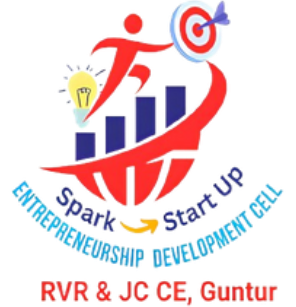 Spark Start Up
ENTREPRENEURSHIP DEVELOPMENT CELL
RVR & JC CE, Guntur